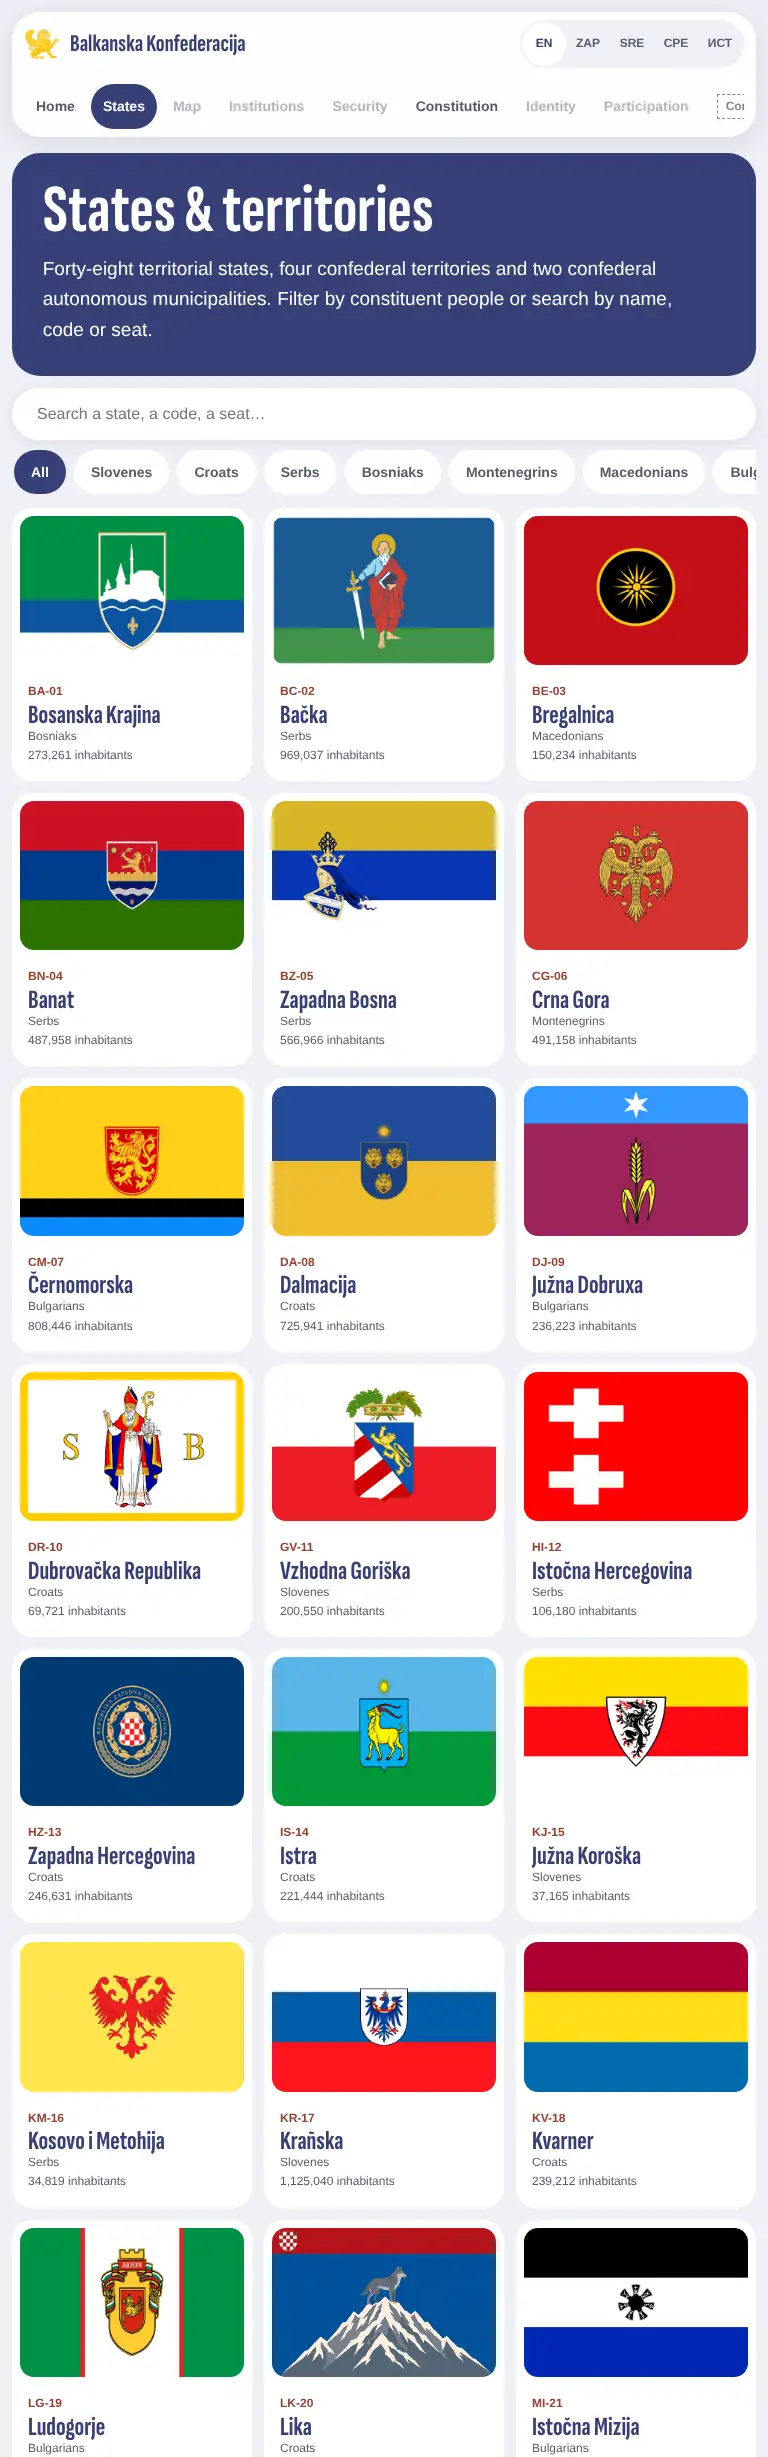 Balkanska Konfederacija
EN ZAP SRE СРЕ ИСТ
Home States Map Institutions Security Constitution Identity Participation
States & territories
Forty-eight territorial states, four confederal territories and two confederal
autonomous municipalities. Filter by constituent people or search by name,
code or seat.
Search a state, a code, a seat…
All Slovenes Croats Serbs Bosniaks Montenegrins Macedonians
BA-01
Bosanska Krajina
Bosniaks
273,261 inhabitants
BC-02
Bačka
Serbs
969,037 inhabitants
BE-03
Bregalnica
Macedonians
150,234 inhabitants
BN-04
Banat
Serbs
487,958 inhabitants
BZ-05
Zapadna Bosna
Serbs
566,966 inhabitants
CG-06
Crna Gora
Montenegrins
491,158 inhabitants
CM-07
Černomorska
Bulgarians
808,446 inhabitants
DA-08
Dalmacija
Croats
725,941 inhabitants
DJ-09
Južna Dobruxa
Bulgarians
236,223 inhabitants
S B
DR-10
Dubrovačka Republika
Croats
69,721 inhabitants
GV-11
Vzhodna Goriška
Slovenes
200,550 inhabitants
HI-12
Istočna Hercegovina
Serbs
106,180 inhabitants
HZ-13
Zapadna Hercegovina
Croats
246,631 inhabitants
IS-14
Istra
Croats
221,444 inhabitants
KJ-15
Južna Koroška
Slovenes
37,165 inhabitants
KM-16
Kosovo i Metohija
Serbs
34,819 inhabitants
KR-17
Krańska
Slovenes
1,125,040 inhabitants
KV-18
Kvarner
Croats
239,212 inhabitants
LG-19
Ludogorje
Bulgarians
LK-20
Lika
Croats
MI-21
Istočna Mizija
Bulgarians